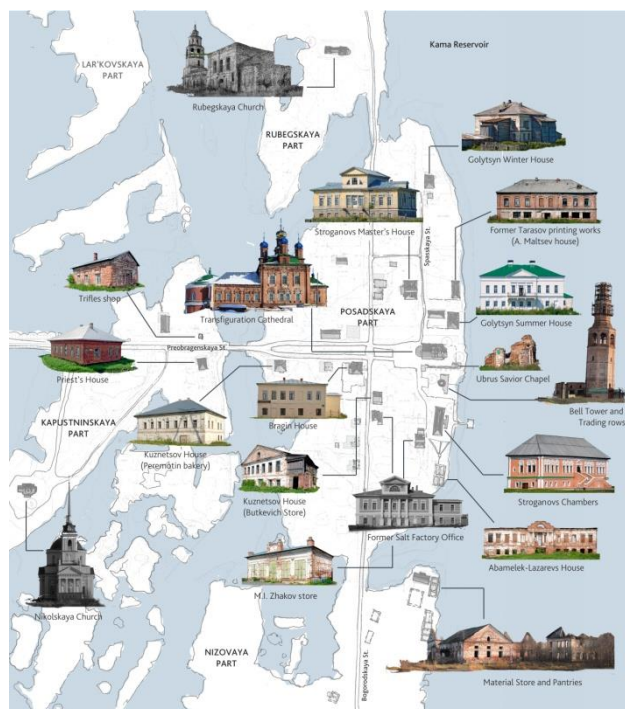 Kama Reservoir
LAR'KOVSKAYA
PART
Rubegskaya Church
RUBEGSKAYA
PART
Golytsyn Winter House
Stroganovs Master's House
Spasskaya St.
Former Tarasov printing works
(A. Maltsev house)
Trifles shop
Transfiguration Cathedral
POSADSKAYA
PART
Golytsyn Summer House
Preobragenskaya St.
Priest's House
Ubrus Savior Chapel
Bell Tower and
Trading rows
KAPUSTNINSKAYA
PART
Kuznetsov House
(Peremotin bakery)
Bragin House
Kuznetsov House
(Butkevich Store)
Stroganovs Chambers
Former Salt Factory Office
Abamelek-Lazarevs House
M.I. Zhakov store
Nikolskaya Church
NIZOVAYA
PART
Bogorodskaya St.
Material Store and Pantries